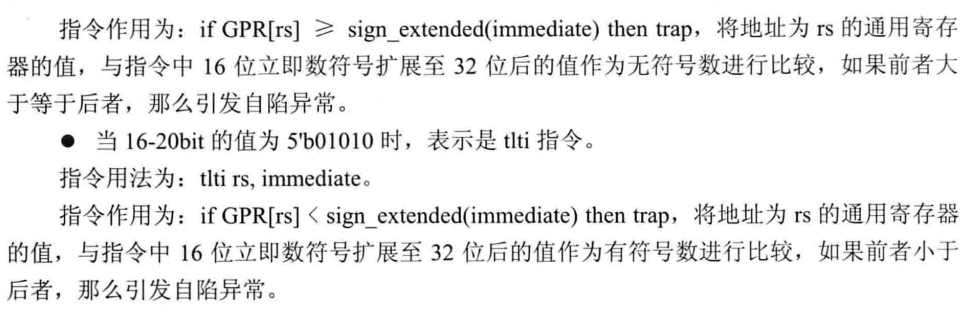 指令作用为：if GPR[rs] ≥ sign_extended(immediate) then trap，将地址为 rs 的通用寄存
器的值，与指令中 16 位立即数符号扩展至 32 位后的值作为无符号数进行比较，如果前者大
于等于后者，那么引发自陷异常。
● 当 16-20bit 的值为 5'b01010 时，表示是 tlti 指令。
指令用法为：tlti rs, immediate。
指令作用为：if GPR[rs] < sign_extended(immediate) then trap，将地址为 rs 的通用寄存器
的值，与指令中 16 位立即数符号扩展至 32 位后的值作为有符号数进行比较，如果前者小于
后者，那么引发自陷异常。